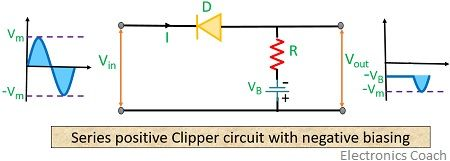 D
Vm
Vin
I
R
Vout
VB
-
+
-Vm
-VB
-Vm
Series positive Clipper circuit with negative biasing
Electronics Coach